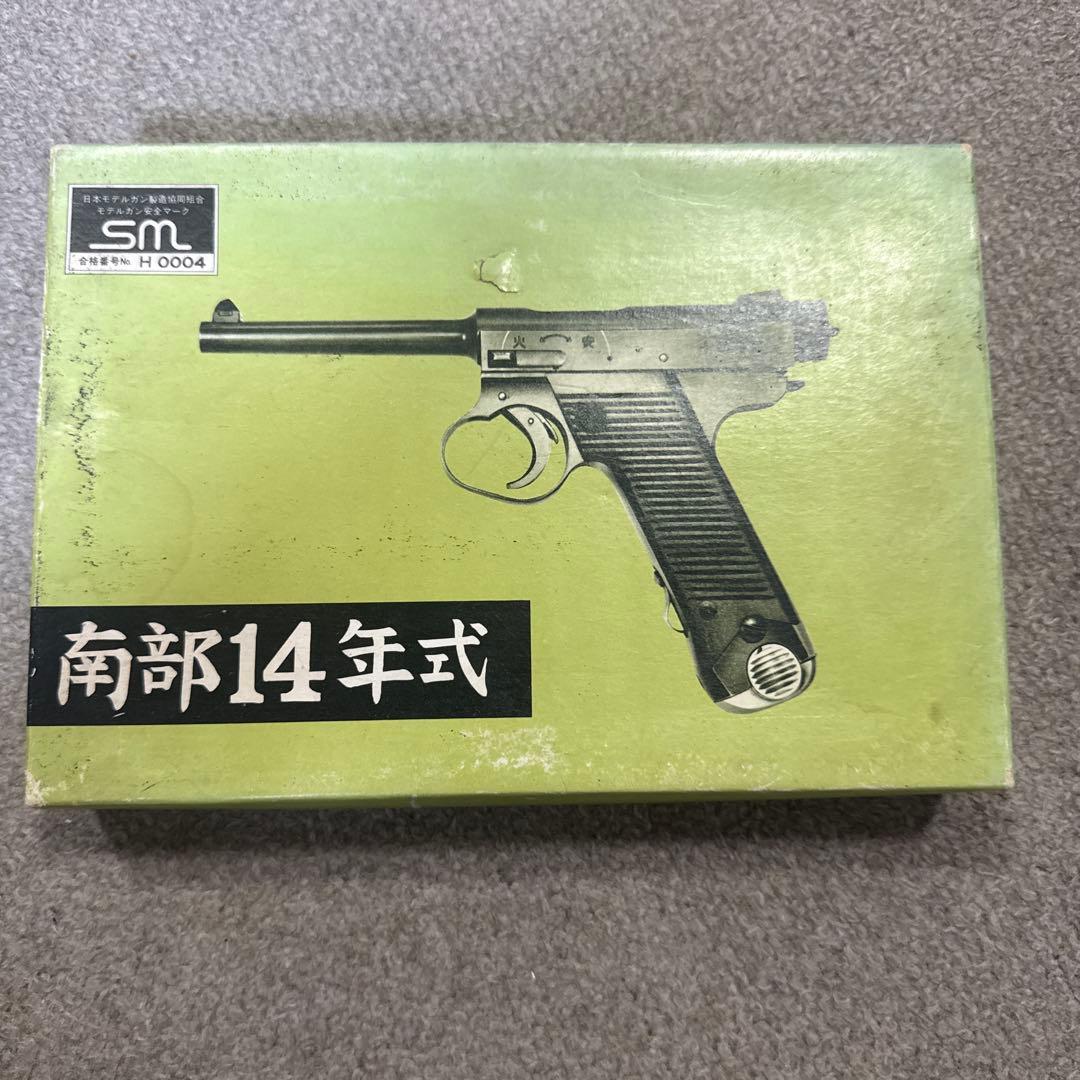 日本モデルガン製造協同組合
モデルガン安全マーク
SM
合格番号No. H 0004
火 安
南部14年式